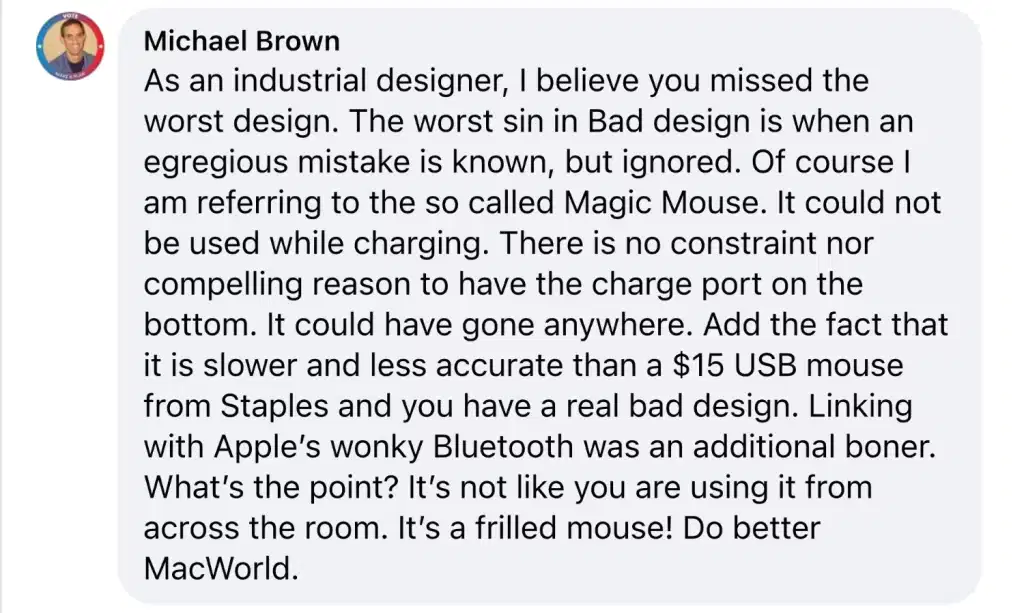 VOTE
Michael Brown
As an industrial designer, I believe you missed the
worst design. The worst sin in Bad design is when an
egregious mistake is known, but ignored. Of course I
am referring to the so called Magic Mouse. It could not
be used while charging. There is no constraint nor
compelling reason to have the charge port on the
bottom. It could have gone anywhere. Add the fact that
it is slower and less accurate than a $15 USB mouse
from Staples and you have a real bad design. Linking
with Apple’s wonky Bluetooth was an additional boner.
What’s the point? It’s not like you are using it from
across the room. It’s a frilled mouse! Do better
MacWorld.